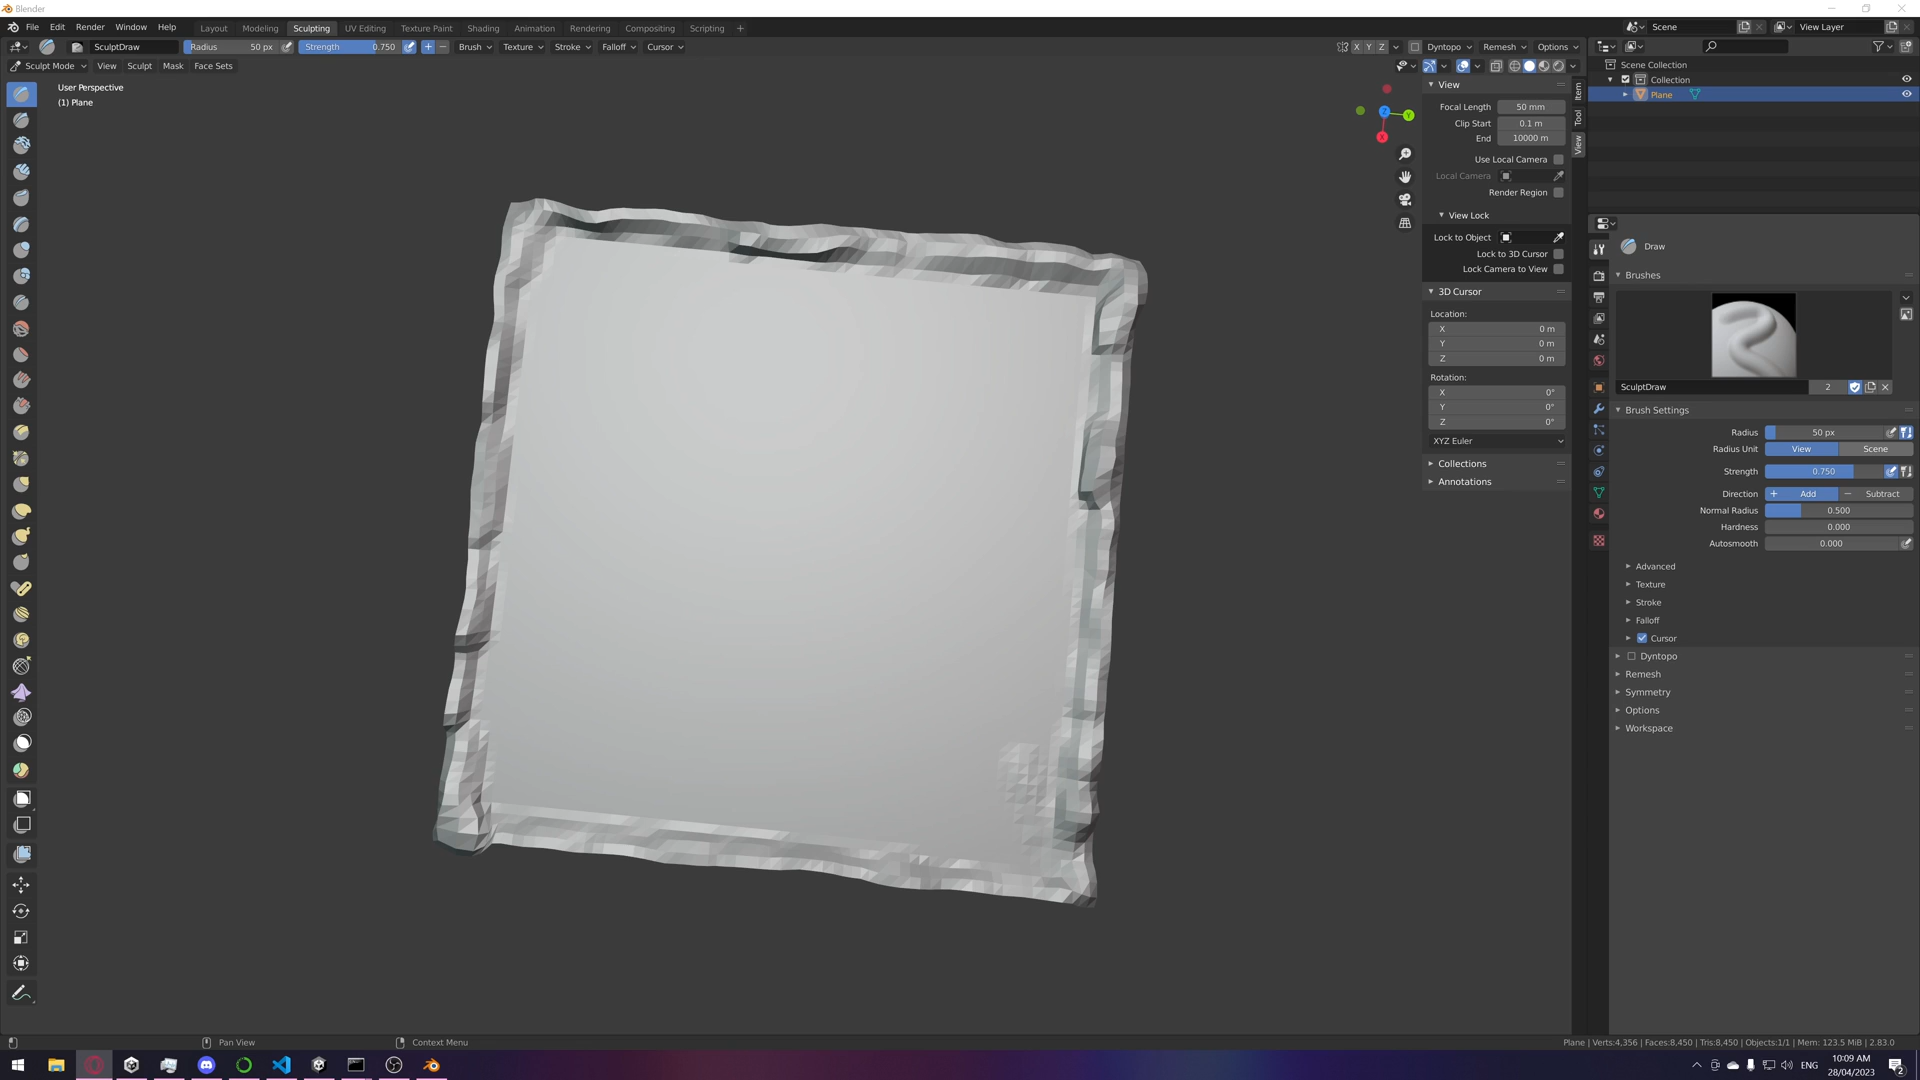 Blender
File Edit Render Window Help
Layout Modeling Sculpting UV Editing Texture Paint Shading Animation Rendering Compositing Scripting +
Scene
View Layer
SculptDraw
Radius 50 px
Strength 0.750
Brush Texture Stroke Falloff Cursor
X Y Z
Dyntopo Remesh Options
Sculpt Mode View Sculpt Mask Face Sets
User Perspective
(1) Plane
Y
Z
X
View
Focal Length 50 mm
Clip Start 0.1 m
End 10000 m
Use Local Camera
Local Camera
Render Region
View Lock
Lock to Object
Lock to 3D Cursor
Lock Camera to View
3D Cursor
Location:
X 0 m
Y 0 m
Z 0 m
Rotation:
X 0°
Y 0°
Z 0°
XYZ Euler
Collections
Annotations
Item
Tool
View
Scene Collection
Collection
Plane
Draw
Brushes
SculptDraw 2
Brush Settings
Radius 50 px
Radius Unit View Scene
Strength 0.750
Direction + Add − Subtract
Normal Radius 0.500
Hardness 0.000
Autosmooth 0.000
Advanced
Texture
Stroke
Falloff
Cursor
Dyntopo
Remesh
Symmetry
Options
Workspace
Pan View
Context Menu
Plane | Verts:4,356 | Faces:8,450 | Tris:8,450 | Objects:1/1 | Mem: 123.5 MiB | 2.83.0
ENG
10:09 AM
28/04/2023
2